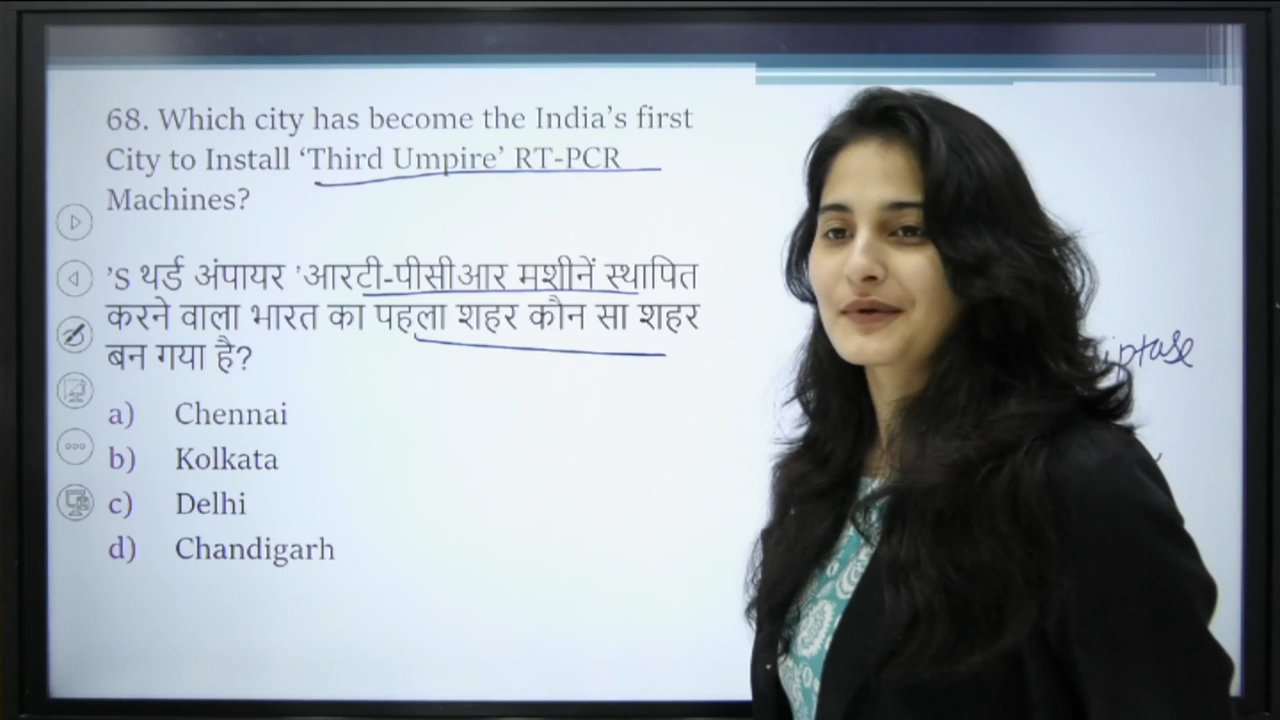 68. Which city has become the India’s first
City to Install ‘Third Umpire’ RT-PCR
Machines?
’S थर्ड अंपायर ’आरटी-पीसीआर मशीनें स्थापित
करने वाला भारत का पहला शहर कौन सा शहर
बन गया है?
a) Chennai
b) Kolkata
c) Delhi
d) Chandigarh
iptase